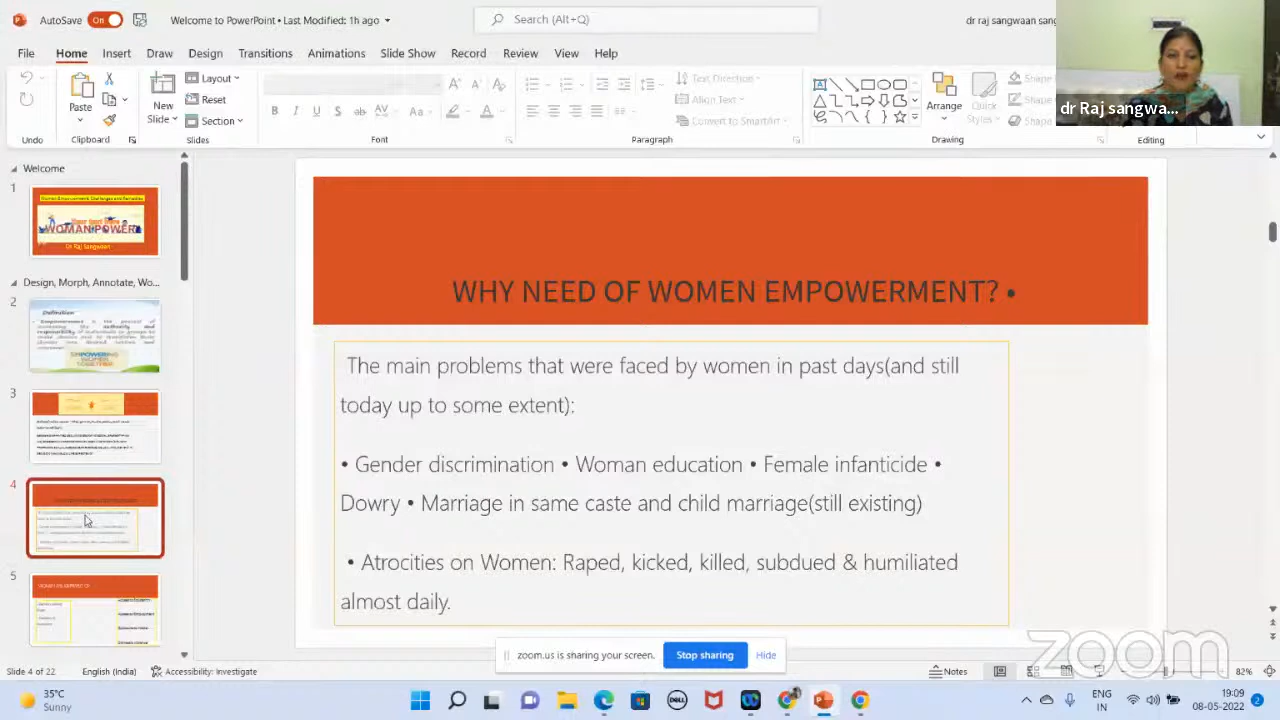 AutoSave On Welcome to PowerPoint • Last Modified: 1h ago Search (Alt+Q) dr raj sangwaan sang
File Home Insert Draw Design Transitions Animations Slide Show Record Review View Help
Paste New Slide Layout Reset Section Text Direction Align Text Convert to SmartArt Arrange Quick Styles Shape Shape Shape
Undo Clipboard Slides Font Paragraph Drawing Editing
dr Raj sangwa...
Welcome
1
WOMAN POWER
Dr Raj Sangwaan
Design, Morph, Annotate, Wo...
2
Definition
EMPOWERING WOMEN
3
4
5
WHY NEED OF WOMEN EMPOWERMENT? •
The main problems that were faced by women in past days(and still
today up to some extent):
• Gender discrimination • Woman education • Female infanticide •
• Marriage in same caste and child marriage(still existing)
• Atrocities on Women: Raped, kicked, killed, subdued & humiliated
almost daily.
zoom.us is sharing your screen. Stop sharing Hide
zoom
Slide 4 of 22 English (India) Accessibility: Investigate Notes 82%
35°C
Sunny
DELL
ENG
IN
19:09
08-05-2022
2